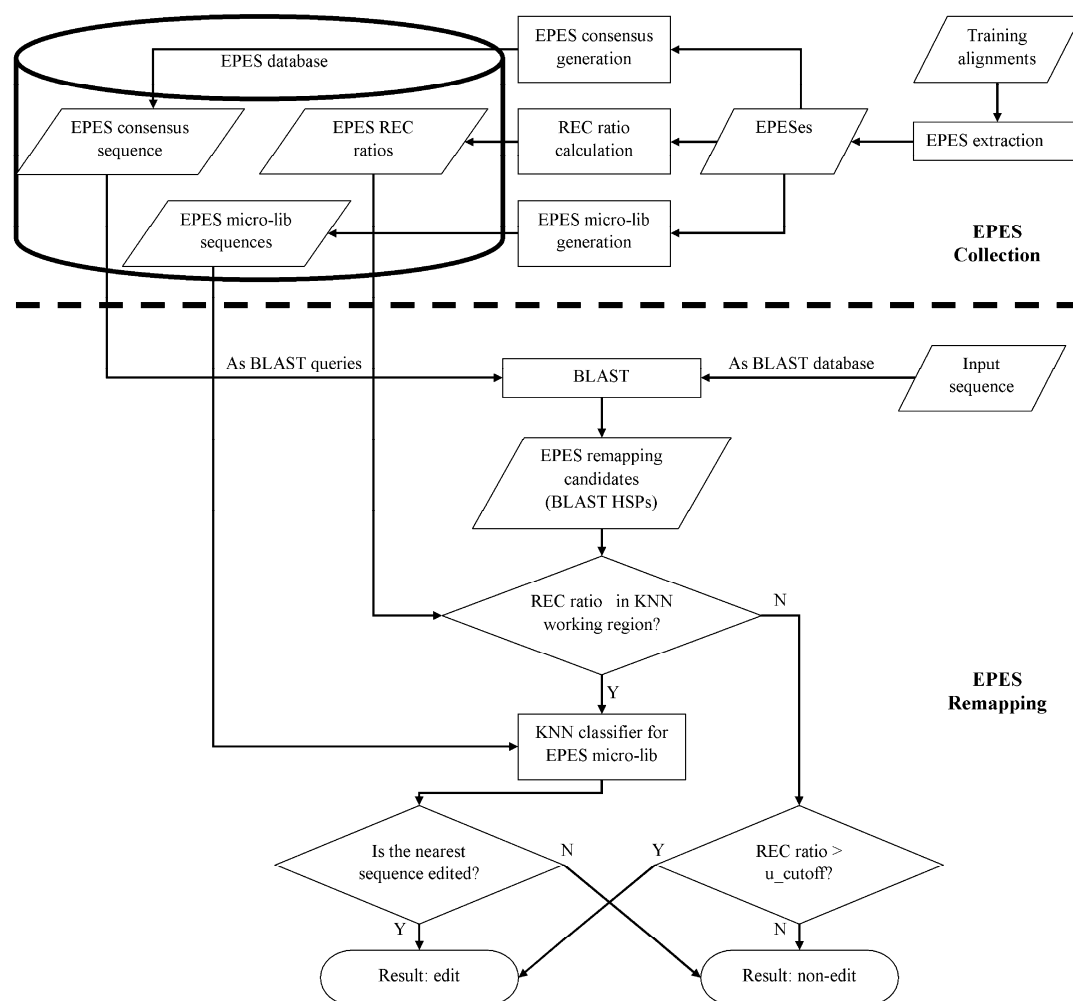 EPES database
EPES consensus
generation
Training
alignments
EPES consensus
sequence
EPES REC
ratios
REC ratio
calculation
EPESes
EPES extraction
EPES micro-lib
sequences
EPES micro-lib
generation
EPES
Collection
As BLAST queries
BLAST
As BLAST database
Input
sequence
EPES remapping
candidates
(BLAST HSPs)
REC ratio in KNN
working region?
N
Y
EPES
Remapping
KNN classifier for
EPES micro-lib
Is the nearest
sequence edited?
N
Y
REC ratio >
u_cutoff?
Y
N
Result: edit
Result: non-edit